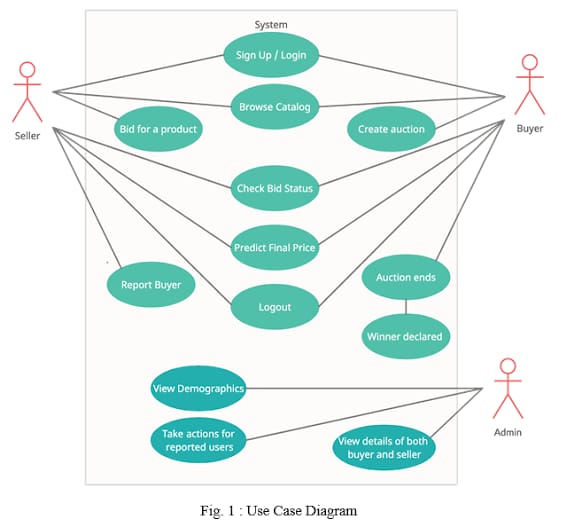 System
Sign Up / Login
Browse Catalog
Seller
Bid for a product
Create auction
Buyer
Check Bid Status
Predict Final Price
Report Buyer
Auction ends
Logout
Winner declared
View Demographics
Admin
Take actions for
reported users
View details of both
buyer and seller
Fig. 1 : Use Case Diagram